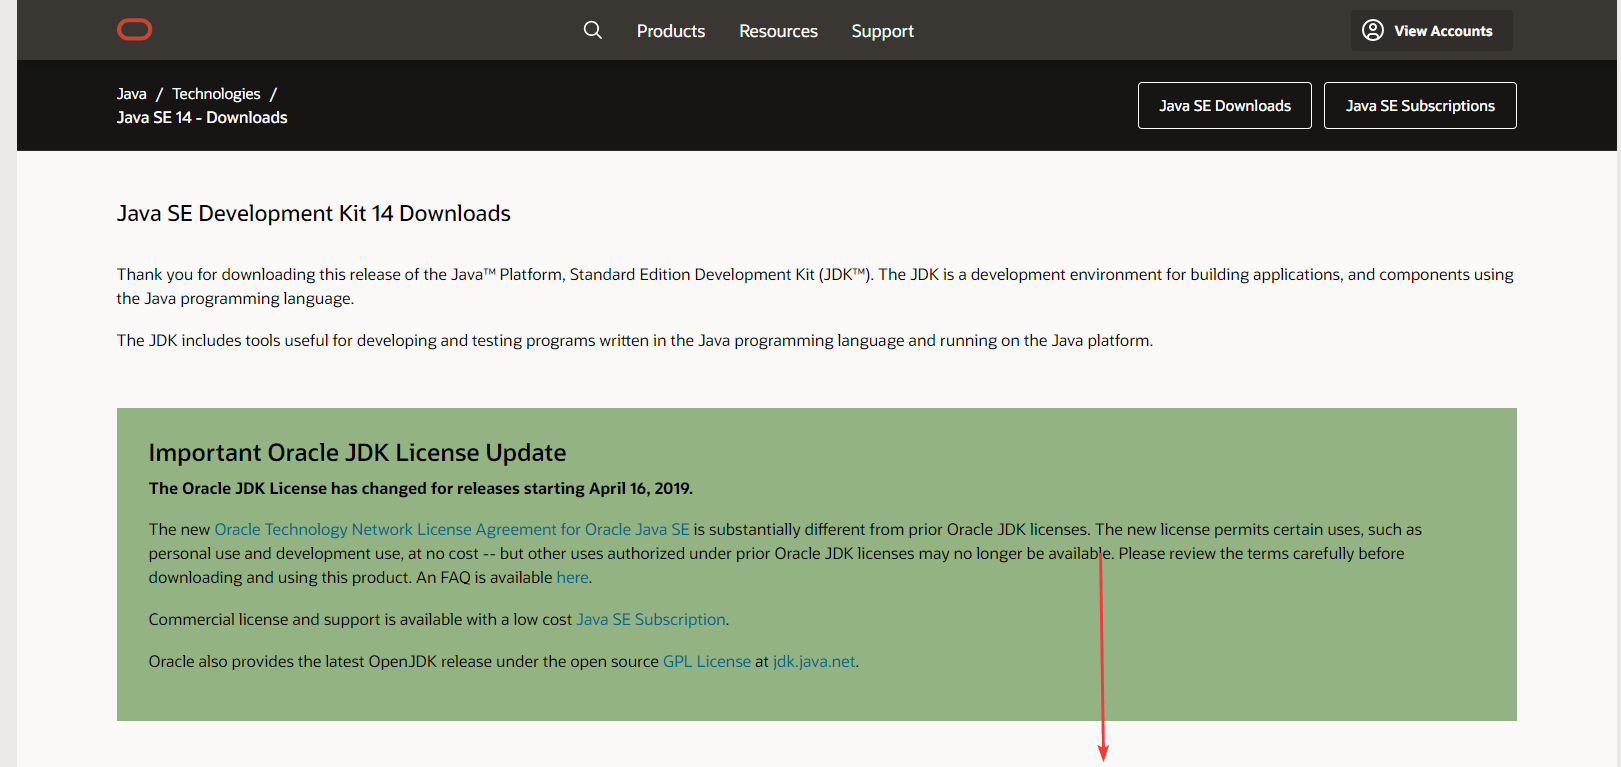 Products Resources Support View Accounts
Java / Technologies /
Java SE 14 - Downloads
Java SE Downloads Java SE Subscriptions
Java SE Development Kit 14 Downloads
Thank you for downloading this release of the Java™ Platform, Standard Edition Development Kit (JDK™). The JDK is a development environment for building applications, and components using
the Java programming language.
The JDK includes tools useful for developing and testing programs written in the Java programming language and running on the Java platform.
Important Oracle JDK License Update
The Oracle JDK License has changed for releases starting April 16, 2019.
The new Oracle Technology Network License Agreement for Oracle Java SE is substantially different from prior Oracle JDK licenses. The new license permits certain uses, such as
personal use and development use, at no cost -- but other uses authorized under prior Oracle JDK licenses may no longer be available. Please review the terms carefully before
downloading and using this product. An FAQ is available here.
Commercial license and support is available with a low cost Java SE Subscription.
Oracle also provides the latest OpenJDK release under the open source GPL License at jdk.java.net.